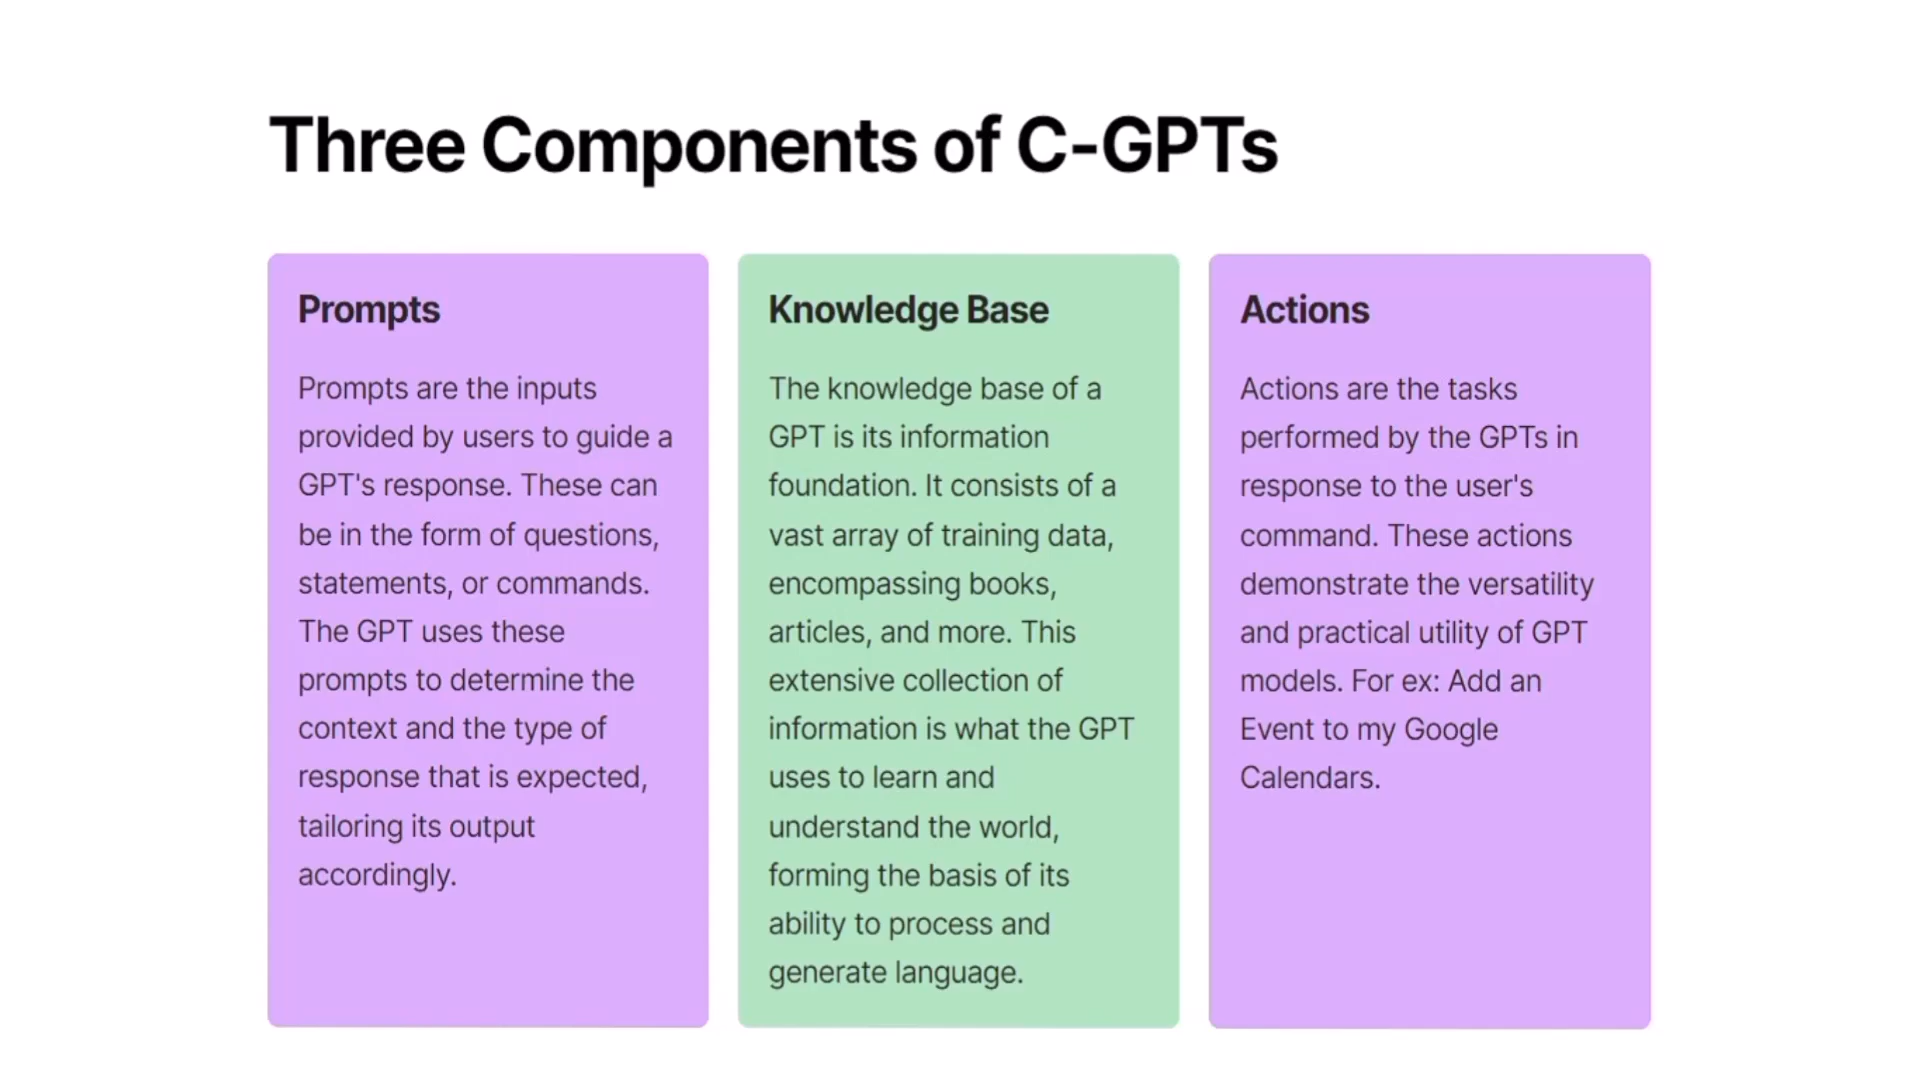 Three Components of C-GPTs
Prompts
Prompts are the inputs
provided by users to guide a
GPT's response. These can
be in the form of questions,
statements, or commands.
The GPT uses these
prompts to determine the
context and the type of
response that is expected,
tailoring its output
accordingly.
Knowledge Base
The knowledge base of a
GPT is its information
foundation. It consists of a
vast array of training data,
encompassing books,
articles, and more. This
extensive collection of
information is what the GPT
uses to learn and
understand the world,
forming the basis of its
ability to process and
generate language.
Actions
Actions are the tasks
performed by the GPTs in
response to the user's
command. These actions
demonstrate the versatility
and practical utility of GPT
models. For ex: Add an
Event to my Google
Calendars.